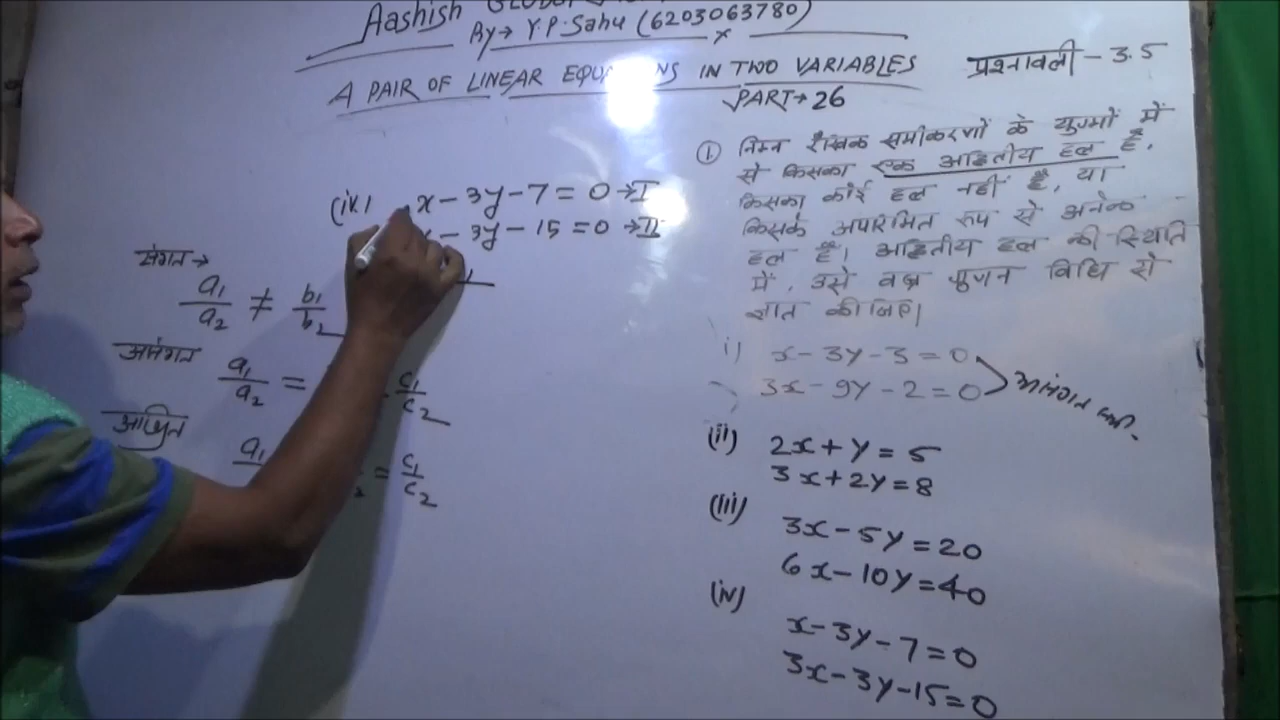 Aashish GLOBAL
By → Y.P. Sahu (6203063780)
A PAIR OF LINEAR EQUATIONS IN TWO VARIABLES
PART → 26
प्रश्नावली - 3.5
① निम्न रैखिक समीकरणों के युग्मों में
से किसका एक अद्वितीय हल है,
किसका कोई हल नहीं है, या
किसके अपरिमित रूप से अनेक
हल हैं। अद्वितीय हल की स्थिति
में, उसे वज्र गुणन विधि से
ज्ञात कीजिए।
i) x - 3y - 3 = 0
3x - 9y - 2 = 0
असंगत
(ii) 2x + y = 5
3x + 2y = 8
(iii) 3x - 5y = 20
6x - 10y = 40
(iv) x - 3y - 7 = 0
3x - 3y - 15 = 0
(iv) x - 3y - 7 = 0 → I
x - 3y - 15 = 0 → II
संगत →
a₁/a₂ ≠ b₁/b₂
असंगत
a₁/a₂ = c₁/c₂
आश्रित
a₁ = c₁/c₂